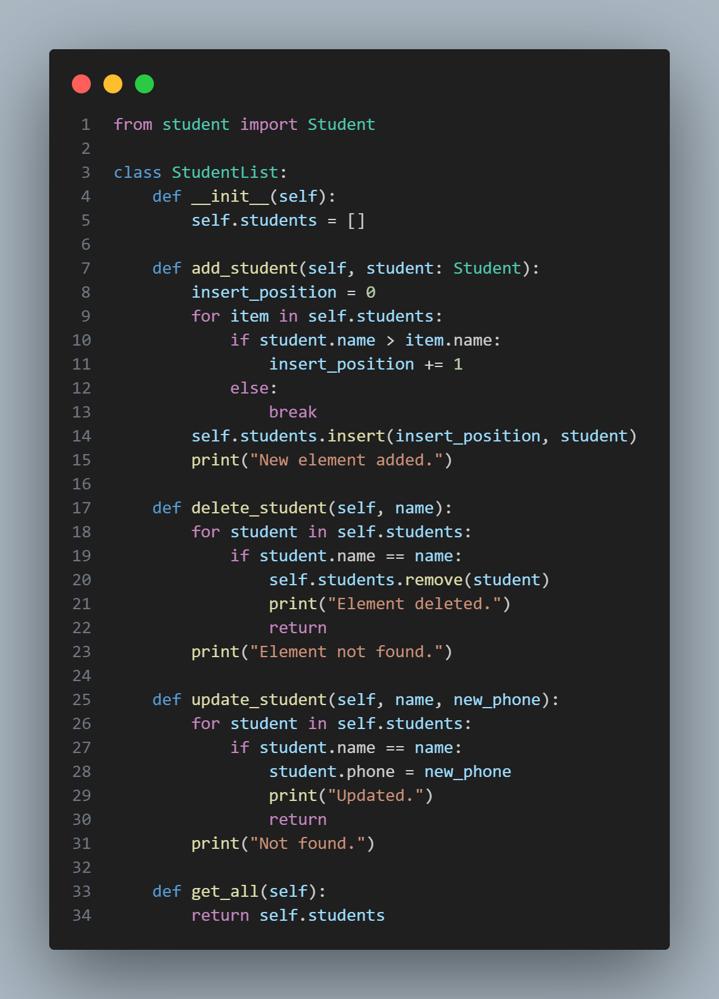 1 from student import Student
2
3 class StudentList:
4     def __init__(self):
5         self.students = []
6
7     def add_student(self, student: Student):
8         insert_position = 0
9         for item in self.students:
10             if student.name > item.name:
11                 insert_position += 1
12             else:
13                 break
14         self.students.insert(insert_position, student)
15         print("New element added.")
16
17     def delete_student(self, name):
18         for student in self.students:
19             if student.name == name:
20                 self.students.remove(student)
21                 print("Element deleted.")
22                 return
23         print("Element not found.")
24
25     def update_student(self, name, new_phone):
26         for student in self.students:
27             if student.name == name:
28                 student.phone = new_phone
29                 print("Updated.")
30                 return
31         print("Not found.")
32
33     def get_all(self):
34         return self.students